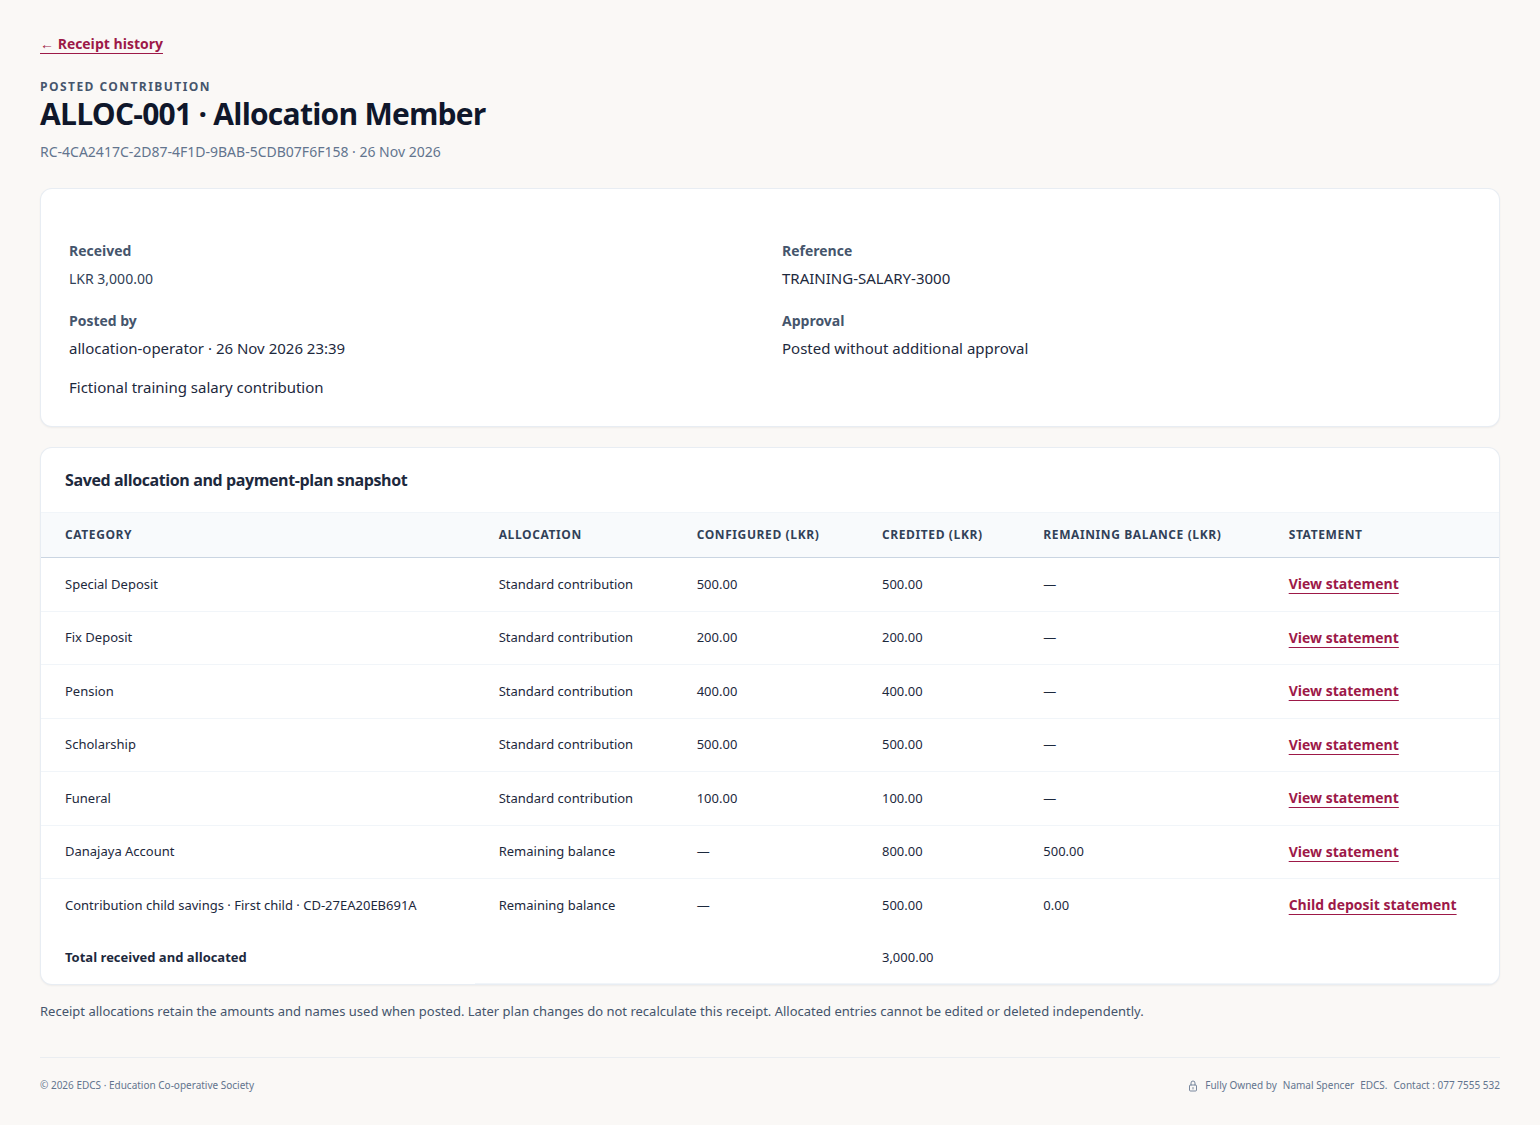 ← Receipt history
POSTED CONTRIBUTION
ALLOC-001 · Allocation Member
RC-4CA2417C-2D87-4F1D-9BAB-5CDB07F6F158 · 26 Nov 2026
Received
LKR 3,000.00
Reference
TRAINING-SALARY-3000
Posted by
allocation-operator · 26 Nov 2026 23:39
Approval
Posted without additional approval
Fictional training salary contribution
Saved allocation and payment-plan snapshot
CATEGORY ALLOCATION CONFIGURED (LKR) CREDITED (LKR) REMAINING BALANCE (LKR) STATEMENT
Special Deposit Standard contribution 500.00 500.00 — View statement
Fix Deposit Standard contribution 200.00 200.00 — View statement
Pension Standard contribution 400.00 400.00 — View statement
Scholarship Standard contribution 500.00 500.00 — View statement
Funeral Standard contribution 100.00 100.00 — View statement
Danajaya Account Remaining balance — 800.00 500.00 View statement
Contribution child savings · First child · CD-27EA20EB691A Remaining balance — 500.00 0.00 Child deposit statement
Total received and allocated 3,000.00
Receipt allocations retain the amounts and names used when posted. Later plan changes do not recalculate this receipt. Allocated entries cannot be edited or deleted independently.
© 2026 EDCS · Education Co-operative Society
Fully Owned by Namal Spencer EDCS. Contact : 077 7555 532